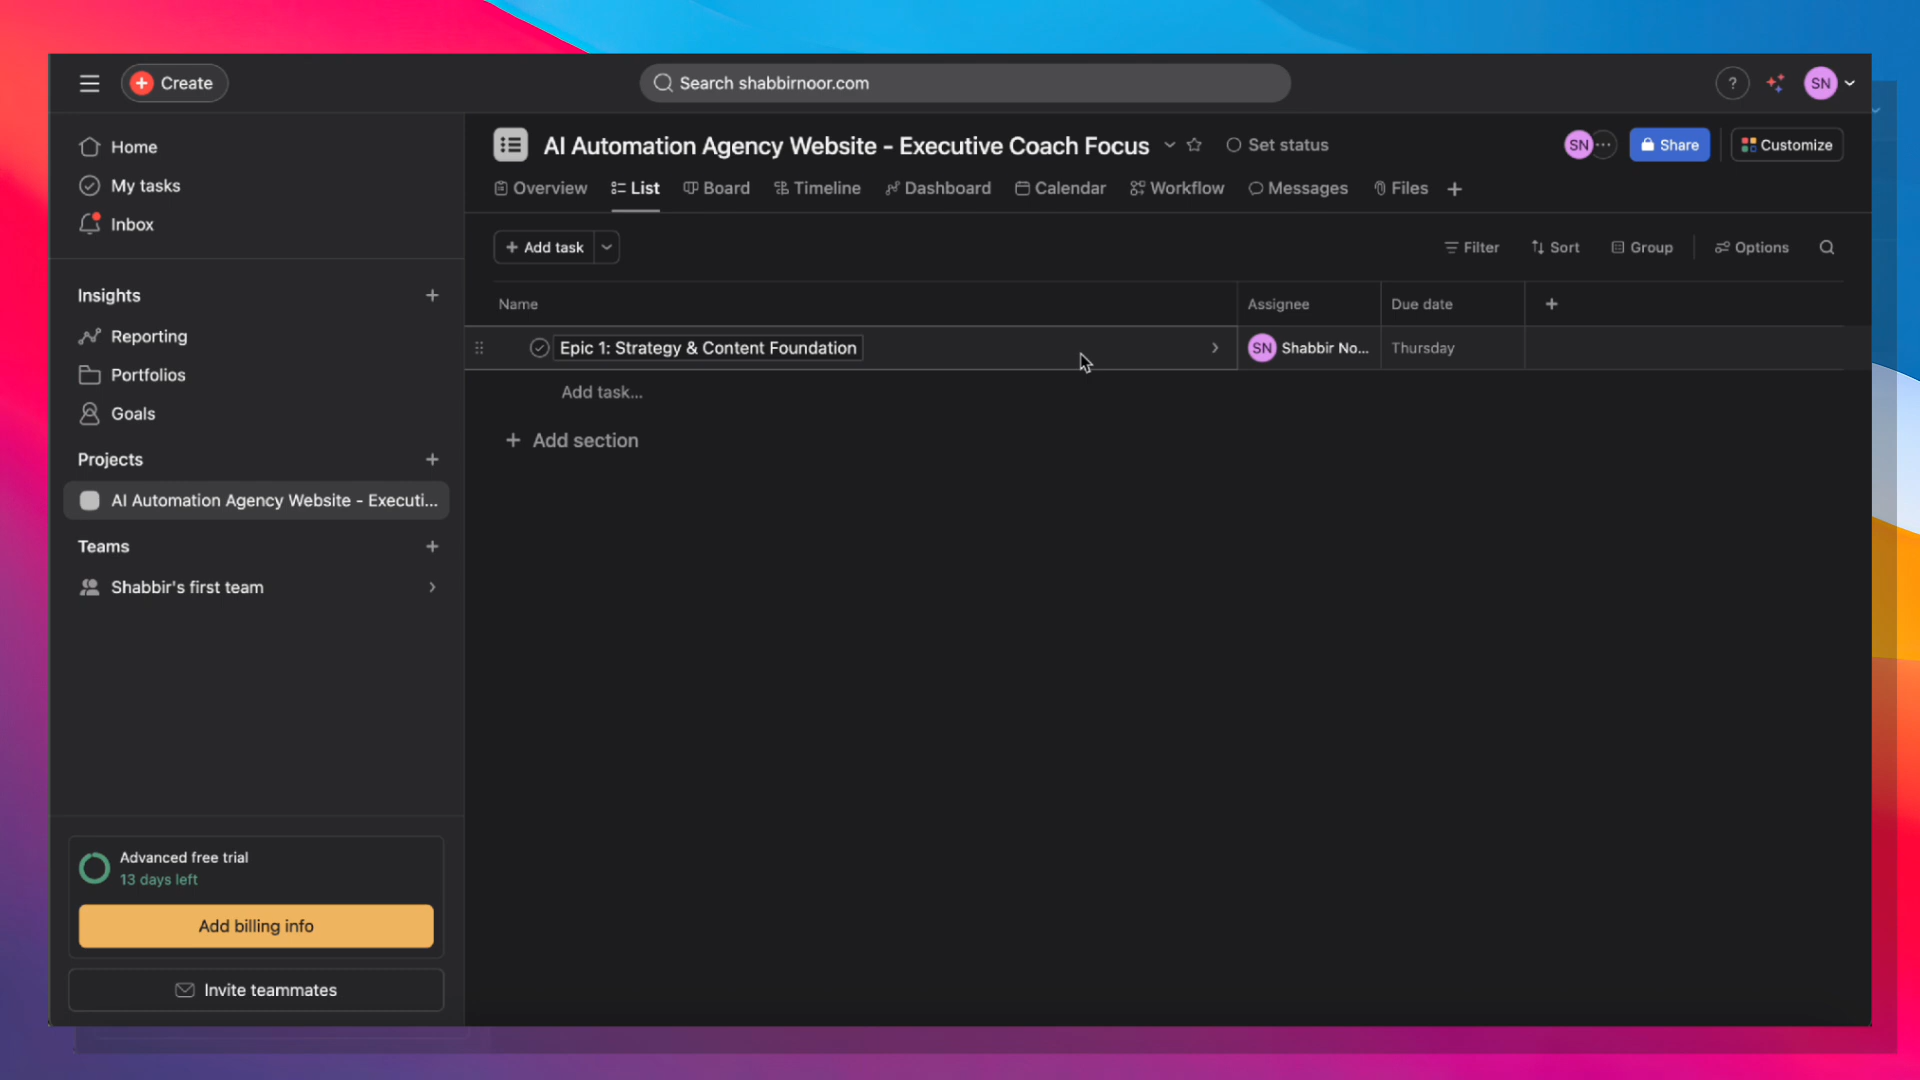 Create
Search shabbirnoor.com
?
SN
Home
My tasks
Inbox
Insights
Reporting
Portfolios
Goals
Projects
AI Automation Agency Website - Executi...
Teams
Shabbir's first team
Advanced free trial
13 days left
Add billing info
Invite teammates
AI Automation Agency Website - Executive Coach Focus
Set status
SN
Share
Customize
Overview List Board Timeline Dashboard Calendar Workflow Messages Files
Add task
Filter Sort Group Options
Name Assignee Due date
Epic 1: Strategy & Content Foundation SN Shabbir No... Thursday
Add task...
Add section